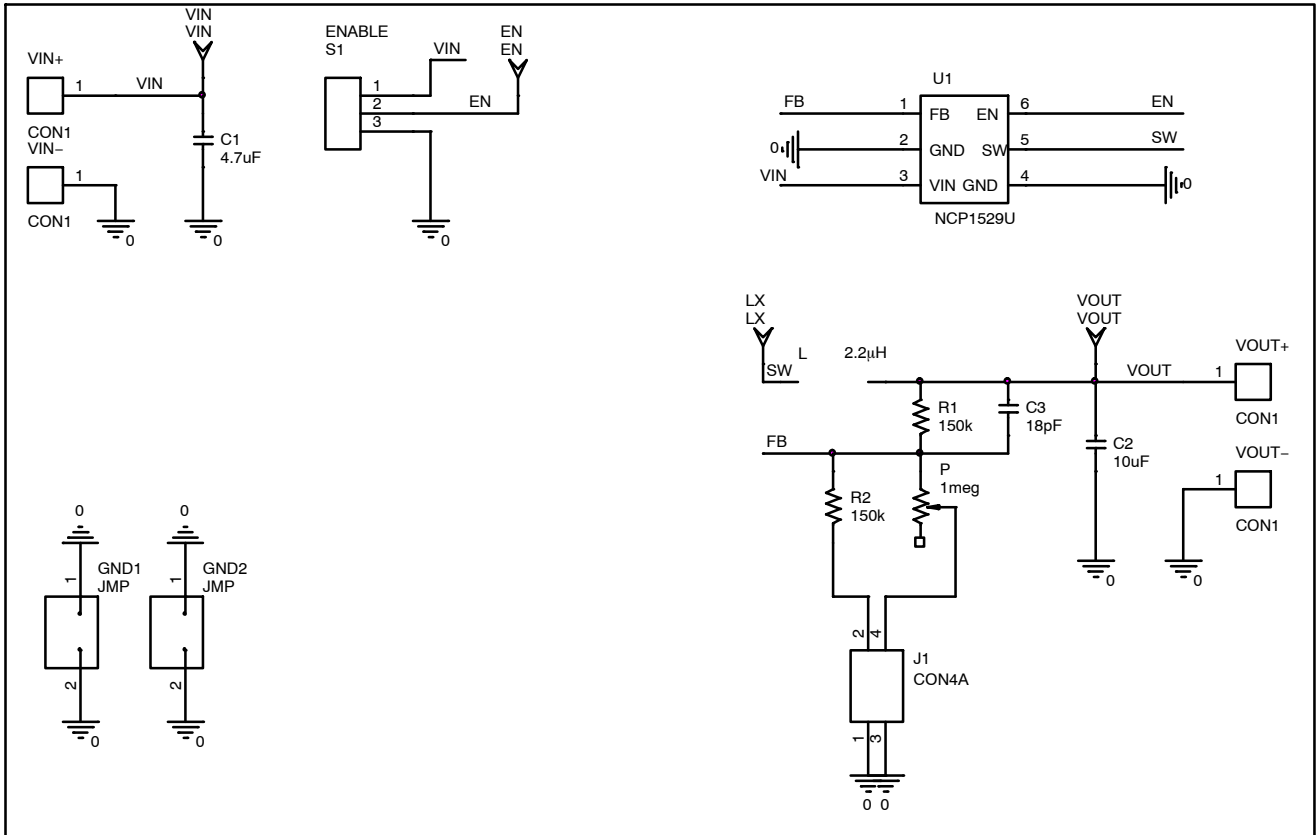 VIN
VIN
VIN+
1
VIN
CON1
C1
4.7uF
VIN−
1
CON1
0
0
ENABLE
S1
VIN
EN
EN
1
2
EN
3
0
U1
FB
1
FB
EN
6
EN
0
2
GND
SW
5
SW
VIN
3
VIN
GND
4
0
NCP1529U
LX
LX
SW
L
2.2µH
VOUT
VOUT
VOUT
1
VOUT+
CON1
R1
150k
C3
18pF
FB
C2
10uF
VOUT−
1
CON1
R2
150k
P
1meg
0
0
2
4
J1
CON4A
1
3
0
0
0
0
1
GND1
JMP
1
GND2
JMP
2
2
0
0